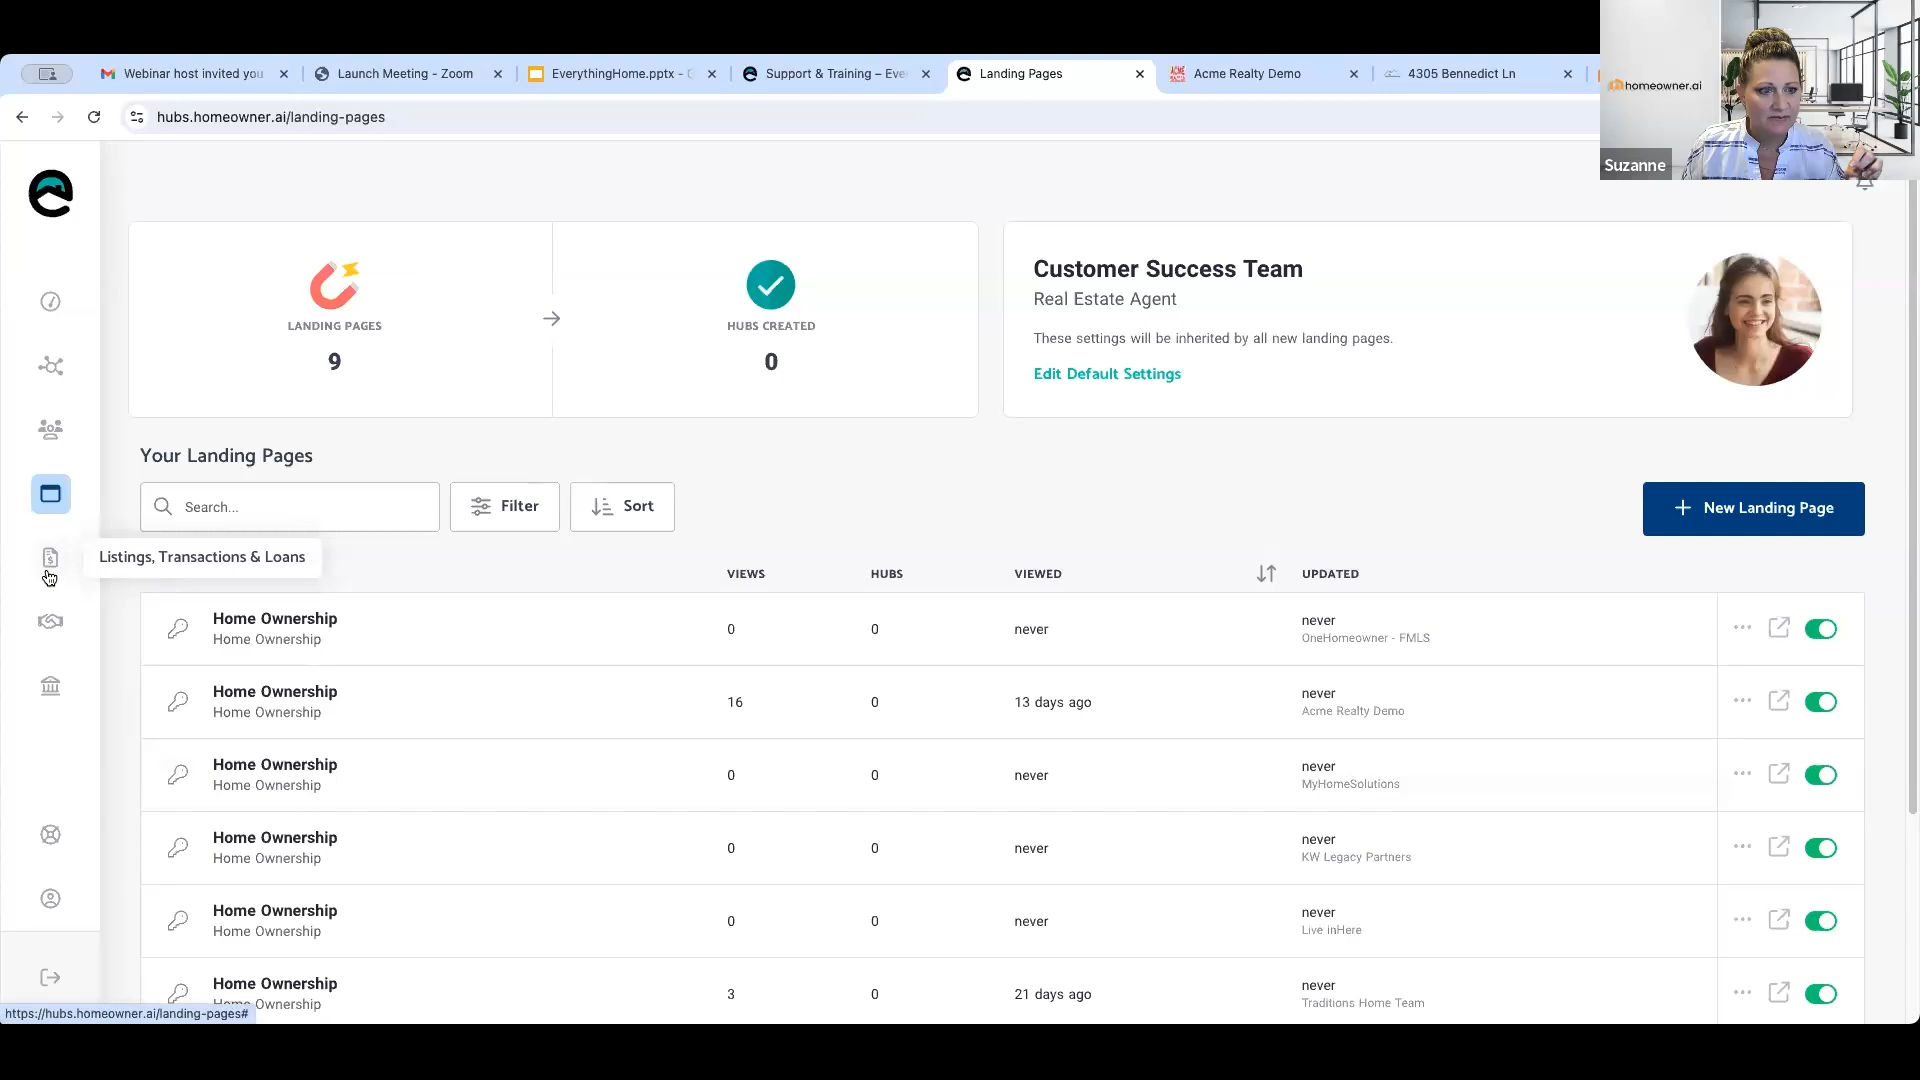 Webinar host invited you
Launch Meeting - Zoom
EverythingHome.pptx -
Support & Training – Eve
Landing Pages
Acme Realty Demo
4305 Bennedict Ln
hubs.homeowner.ai/landing-pages
homeowner.ai
Suzanne
LANDING PAGES
9
HUBS CREATED
0
Customer Success Team
Real Estate Agent
These settings will be inherited by all new landing pages.
Edit Default Settings
Your Landing Pages
Search...
Filter
Sort
New Landing Page
Listings, Transactions & Loans
VIEWS
HUBS
VIEWED
UPDATED
Home Ownership
Home Ownership
0
0
never
never
OneHomeowner - FMLS
Home Ownership
Home Ownership
16
0
13 days ago
never
Acme Realty Demo
Home Ownership
Home Ownership
0
0
never
never
MyHomeSolutions
Home Ownership
Home Ownership
0
0
never
never
KW Legacy Partners
Home Ownership
Home Ownership
0
0
never
never
Live inHere
Home Ownership
Home Ownership
3
0
21 days ago
never
Traditions Home Team
https://hubs.homeowner.ai/landing-pages#